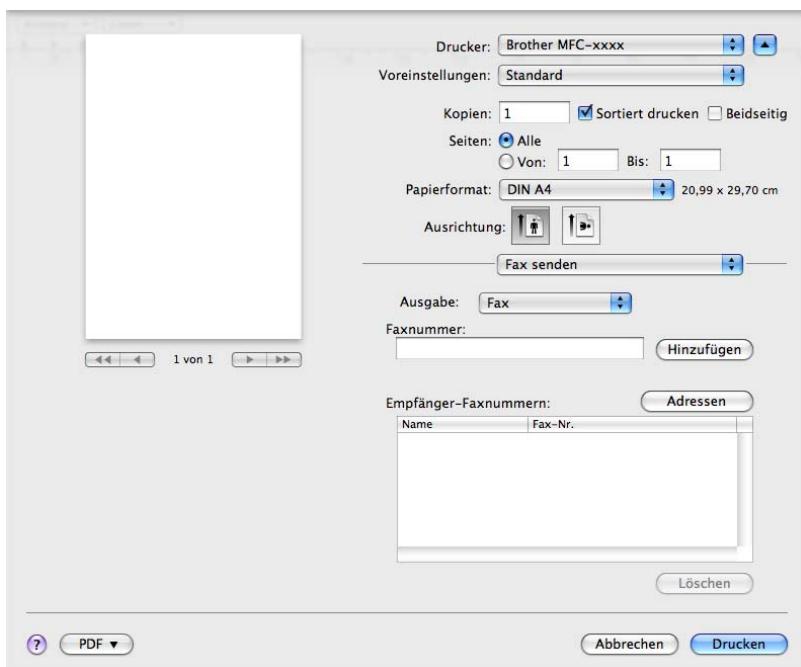 Drucker: Brother MFC-xxxx
Voreinstellungen: Standard
Kopien: 1 Sortiert drucken Beidseitig
Seiten: Alle
Von: 1 Bis: 1
Papierformat: DIN A4 20,99 x 29,70 cm
Ausrichtung:
Fax senden
Ausgabe: Fax
Faxnummer:
Hinzufügen
1 von 1
Empfänger-Faxnummern: Adressen
Name Fax-Nr.
Löschen
? PDF ▼ Abbrechen Drucken